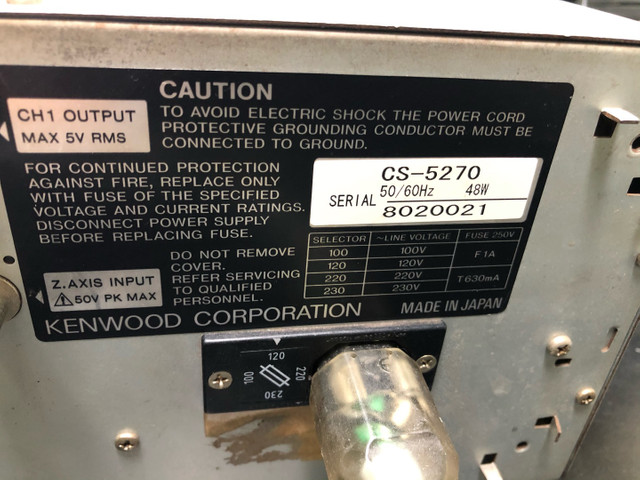 CAUTION
TO AVOID ELECTRIC SHOCK THE POWER CORD
PROTECTIVE GROUNDING CONDUCTOR MUST BE
CONNECTED TO GROUND.
CH1 OUTPUT
MAX 5V RMS
FOR CONTINUED PROTECTION
AGAINST FIRE, REPLACE ONLY
WITH FUSE OF THE SPECIFIED
VOLTAGE AND CURRENT RATINGS.
DISCONNECT POWER SUPPLY
BEFORE REPLACING FUSE.
CS-5270
50/60Hz 48W
SERIAL
8020021
SELECTOR ~LINE VOLTAGE FUSE 250V
100 100V F1A
120 120V
220 220V T630mA
230 230V
DO NOT REMOVE
COVER.
REFER SERVICING
TO QUALIFIED
PERSONNEL.
Z.AXIS INPUT
⚠50V PK MAX
KENWOOD CORPORATION
MADE IN JAPAN
120
100
220
230